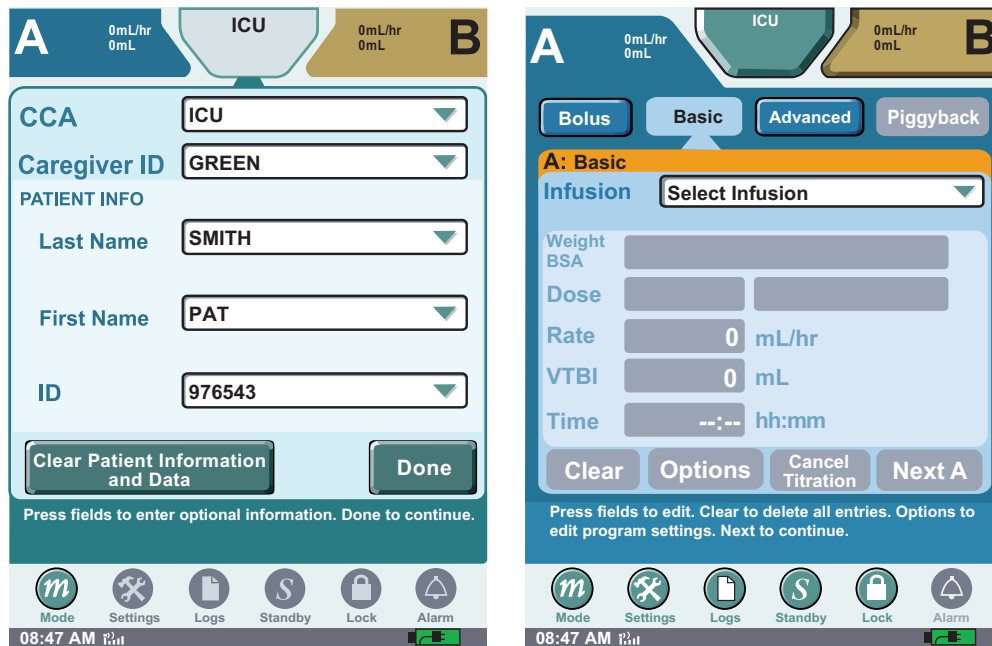 A
0mL/hr
0mL
ICU
0mL/hr
0mL
B
CCA
ICU
Caregiver ID
GREEN
PATIENT INFO
Last Name
SMITH
First Name
PAT
ID
976543
Clear Patient Information
and Data
Done
Press fields to enter optional information. Done to continue.
m
S
Mode
Settings
Logs
Standby
Lock
Alarm
08:47 AM
A
0mL/hr
0mL
ICU
0mL/hr
0mL
B
Bolus
Basic
Advanced
Piggyback
A: Basic
Infusion
Select Infusion
Weight
BSA
Dose
Rate
0 mL/hr
VTBI
0 mL
Time
--:-- hh:mm
Clear
Options
Cancel
Titration
Next A
Press fields to edit. Clear to delete all entries. Options to
edit program settings. Next to continue.
m
S
Mode
Settings
Logs
Standby
Lock
Alarm
08:47 AM